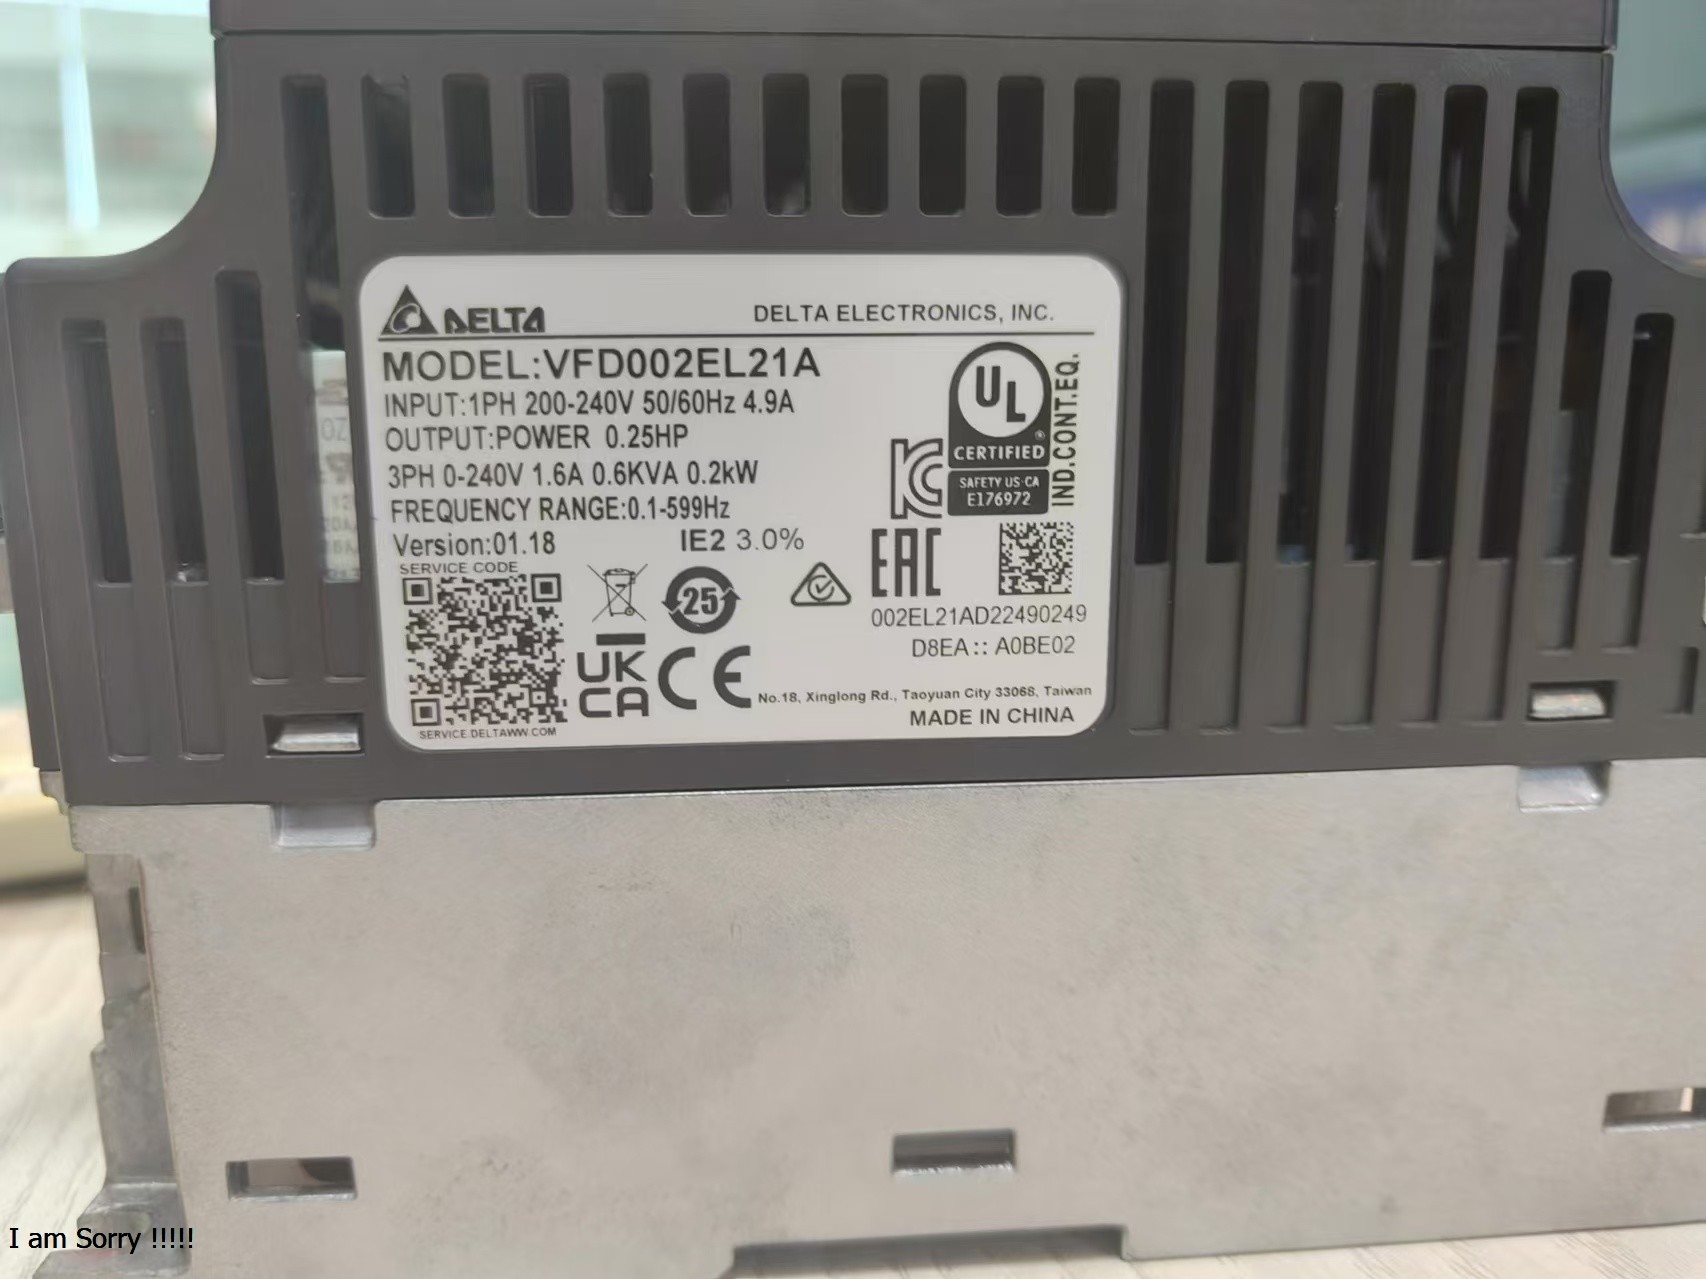 DELTA
DELTA ELECTRONICS, INC.
MODEL:VFD002EL21A
INPUT:1PH 200-240V 50/60Hz 4.9A
OUTPUT:POWER 0.25HP
3PH 0-240V 1.6A 0.6KVA 0.2kW
FREQUENCY RANGE:0.1-599Hz
Version:01.18
IE2 3.0%
SERVICE CODE
UL
CERTIFIED
SAFETY US·CA
E176972
IND.CONT.EQ.
KC
EAC
25
UK
CA
CE
002EL21AD22490249
D8EA:: A0BE02
SERVICE.DELTAWW.COM
No.18, Xinglong Rd., Taoyuan City 33068, Taiwan
MADE IN CHINA
I am Sorry !!!!!